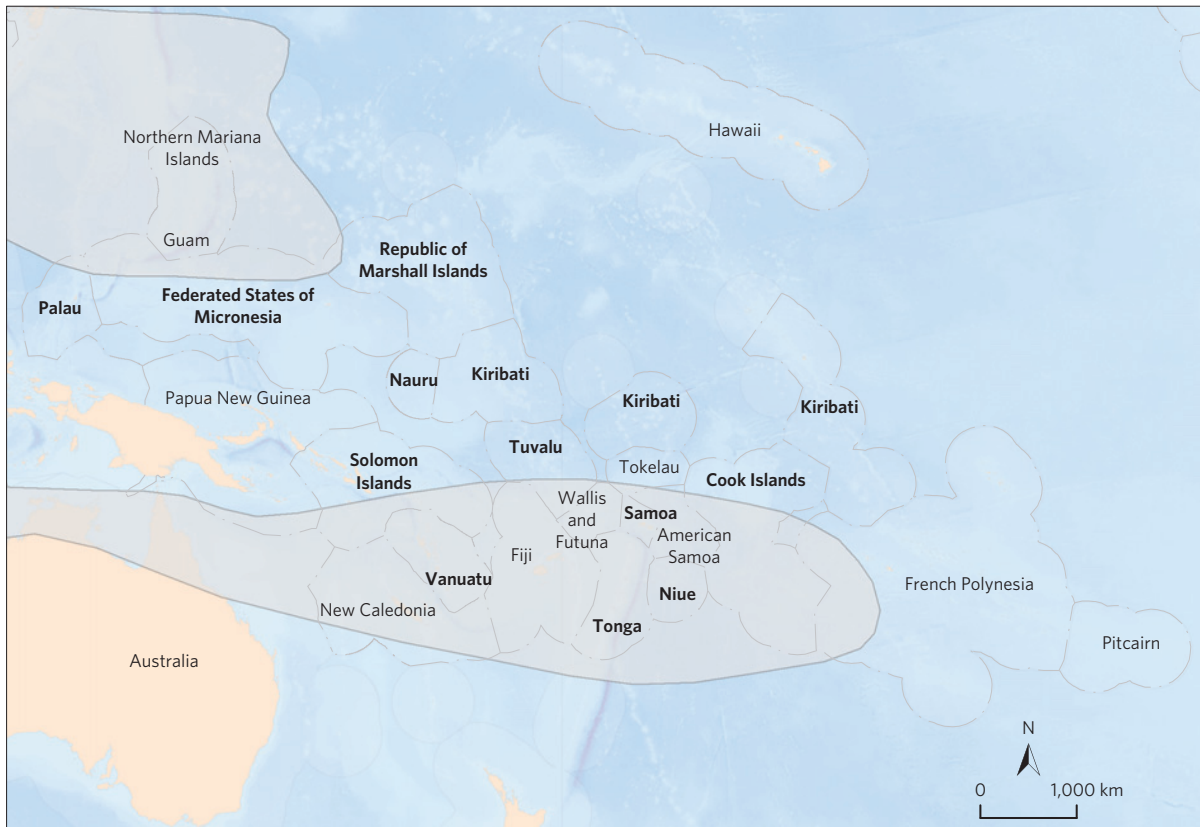 Hawaii
Northern Mariana
Islands
Guam
Republic of
Marshall Islands
Palau
Federated States of
Micronesia
Nauru
Kiribati
Kiribati
Kiribati
Papua New Guinea
Tuvalu
Solomon
Islands
Tokelau
Cook Islands
Wallis
and
Futuna
Samoa
American
Samoa
Fiji
Vanuatu
Niue
New Caledonia
Tonga
French Polynesia
Pitcairn
Australia
N
0 1,000 km